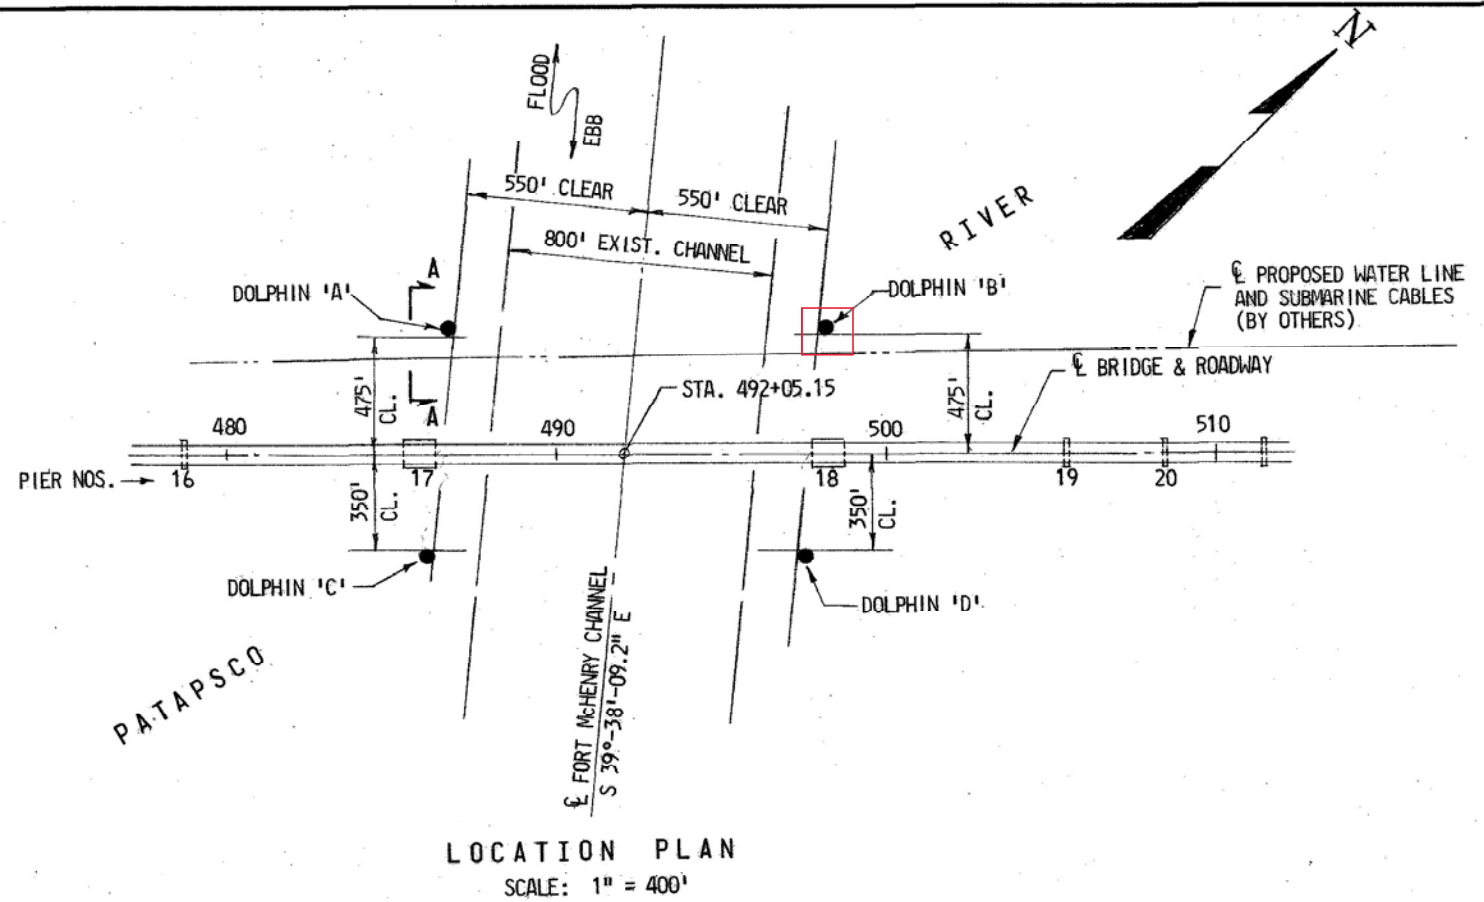 N
FLOOD
EBB
550' CLEAR
550' CLEAR
800' EXIST. CHANNEL
RIVER
A
DOLPHIN 'A'
DOLPHIN 'B'
℄ PROPOSED WATER LINE
AND SUBMARINE CABLES
(BY OTHERS)
℄ BRIDGE & ROADWAY
475'
CL.
A
STA. 492+05.15
475'
CL.
480
490
500
510
PIER NOS.
16
17
18
19
20
350'
CL.
350'
CL.
DOLPHIN 'C'
DOLPHIN 'D'
℄ FORT McHENRY CHANNEL
S 39°-38'-09.2" E
PATAPSCO
LOCATION PLAN
SCALE: 1" = 400'